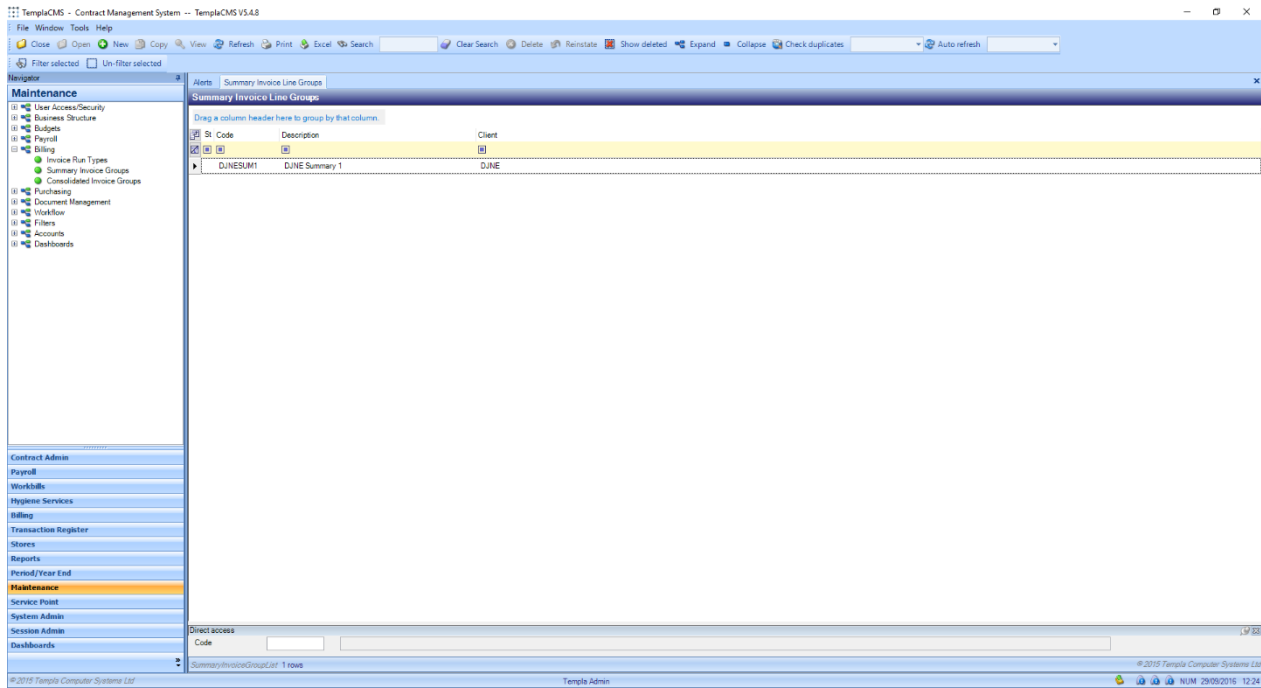 TemplaCMS - Contract Management System -- TemplaCMS V5.4.8
File Window Tools Help
Close Open New Copy View Refresh Print Excel Search Clear Search Delete Reinstate Show deleted Expand Collapse Check duplicates Auto refresh
Filter selected Un-filter selected
Navigator
Maintenance
User Access/Security
Business Structure
Budgets
Payroll
Billing
Invoice Run Types
Summary Invoice Groups
Consolidated Invoice Groups
Purchasing
Document Management
Workflow
Filters
Accounts
Dashboards
Contract Admin
Payroll
Workbills
Hygiene Services
Billing
Transaction Register
Stores
Reports
Period/Year End
Maintenance
Service Point
System Admin
Session Admin
Dashboards
Alerts Summary Invoice Line Groups
Summary Invoice Line Groups
Drag a column header here to group by that column.
St Code Description Client
DJNESUM1 DJNE Summary 1 DJNE
Direct access
Code
SummaryInvoiceGroupList 1 rows
© 2015 Templa Computer Systems Ltd
© 2015 Templa Computer Systems Ltd Templa Admin NUM 29/09/2016 12:24